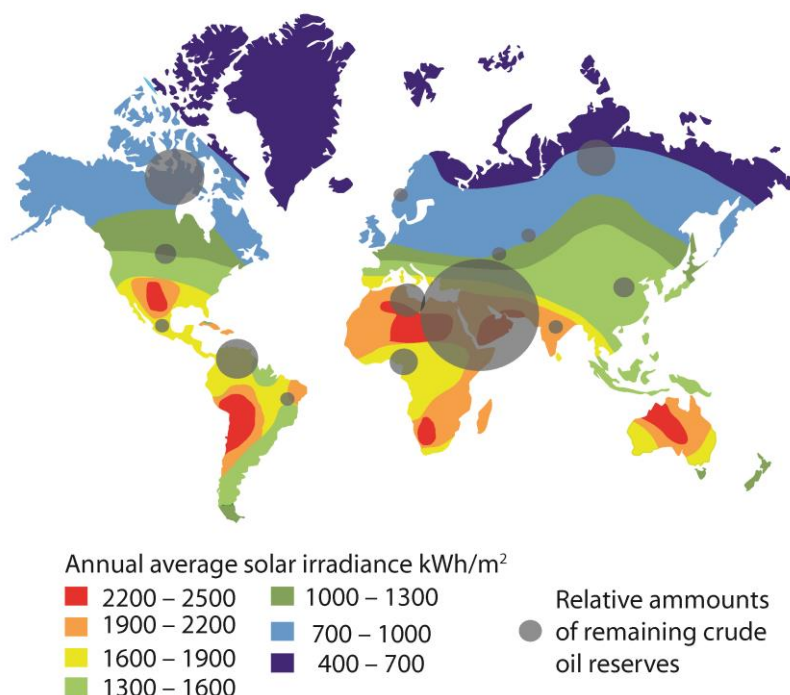 Annual average solar irradiance kWh/m²
2200 – 2500
1900 – 2200
1600 – 1900
1300 – 1600
1000 – 1300
700 – 1000
400 – 700
Relative ammounts
of remaining crude
oil reserves